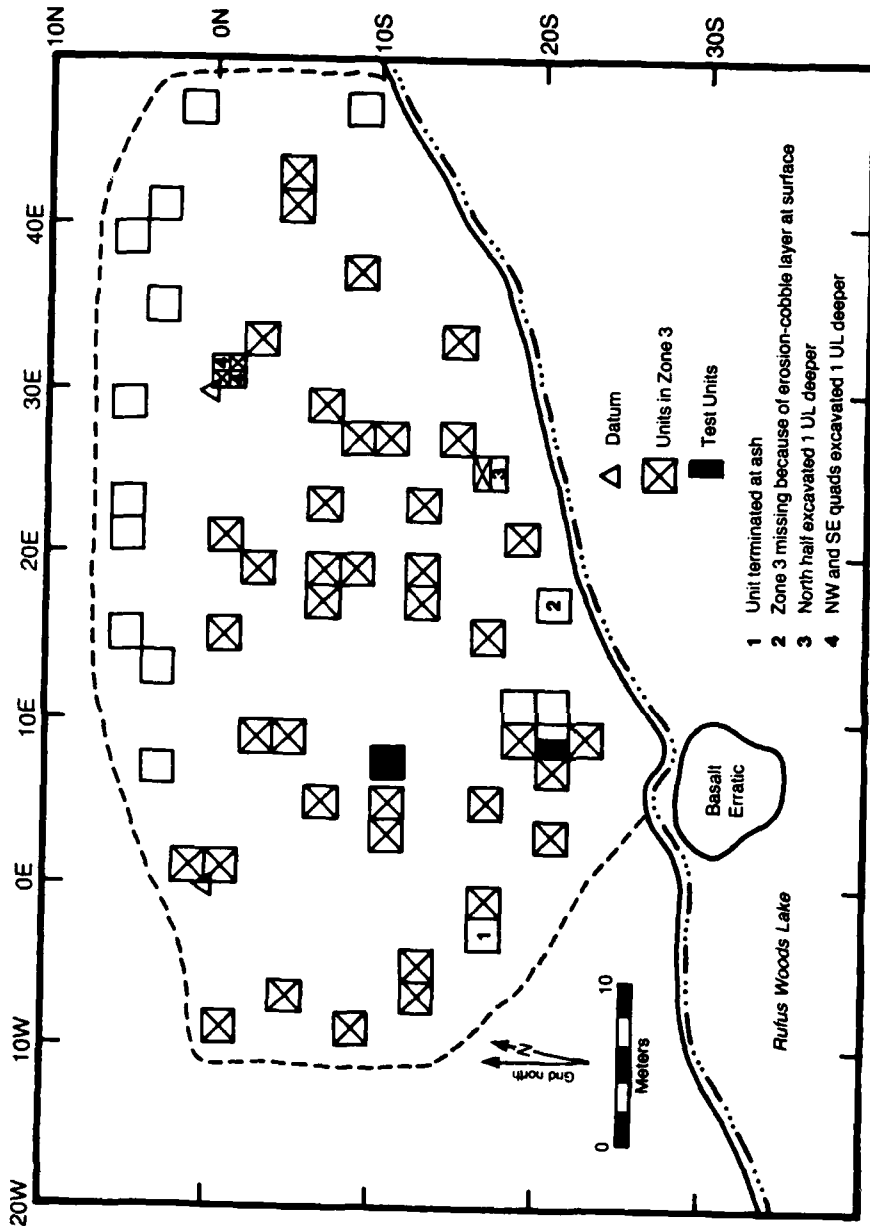 20W
10W
0E
10E
20E
30E
40E
10N
0N
10S
20S
30S
4
4
3
2
1
Datum
Units in Zone 3
Test Units
1 Unit terminated at ash
2 Zone 3 missing because of erosion-cobble layer at surface
3 North half excavated 1 UL deeper
4 NW and SE quads excavated 1 UL deeper
N
Grid north
0 10
Meters
Basalt
Erratic
Rufus Woods Lake